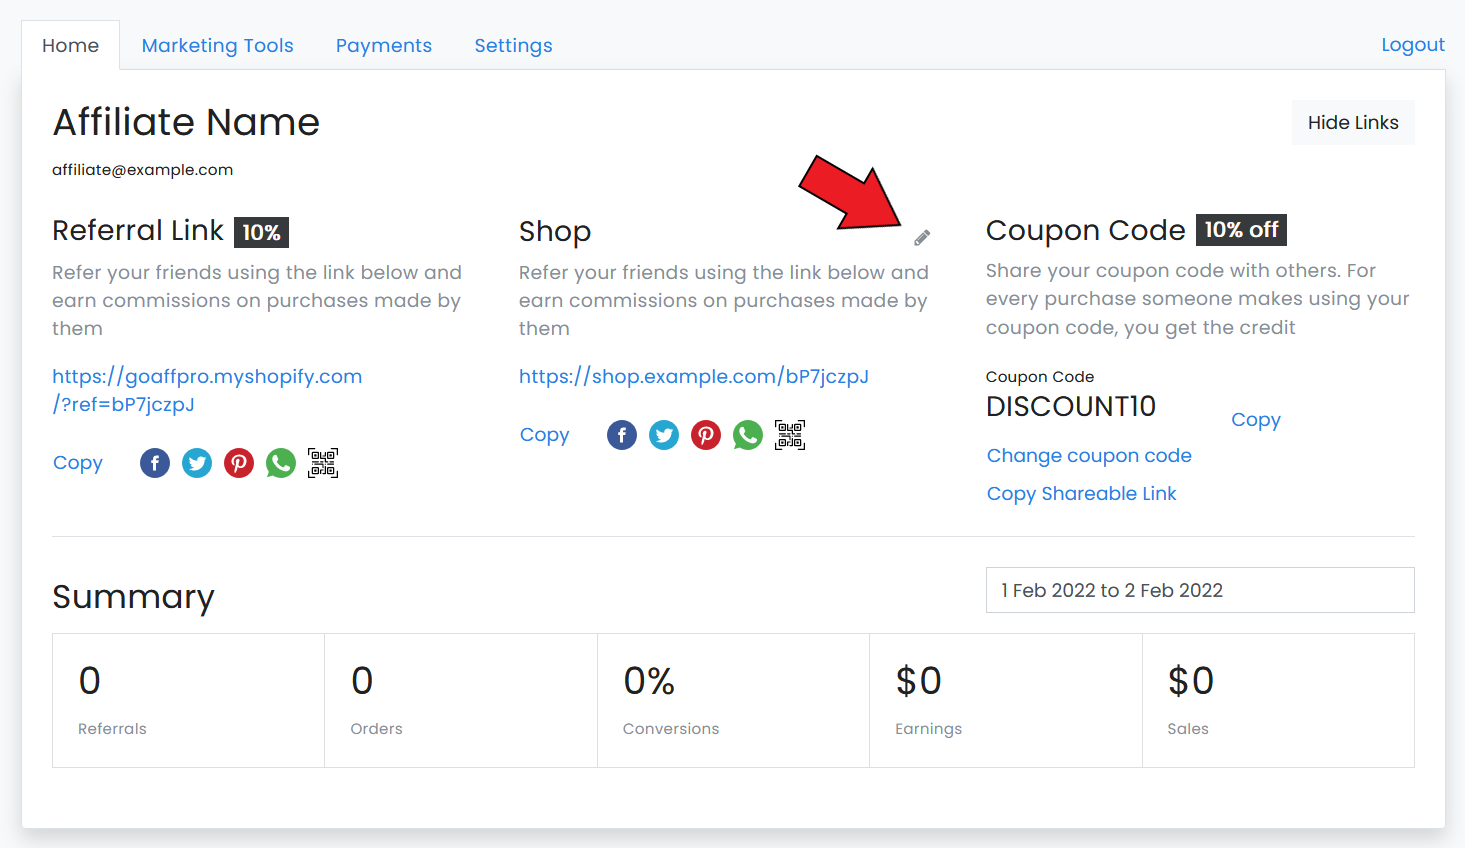 Home Marketing Tools Payments Settings Logout
Affiliate Name
Hide Links
affiliate@example.com
Referral Link 10%
Refer your friends using the link below and
earn commissions on purchases made by
them
https://goaffpro.myshopify.com
/?ref=bP7jczpJ
Copy
Shop
Refer your friends using the link below and
earn commissions on purchases made by
them
https://shop.example.com/bP7jczpJ
Copy
Coupon Code 10% off
Share your coupon code with others. For
every purchase someone makes using your
coupon code, you get the credit
Coupon Code
DISCOUNT10
Copy
Change coupon code
Copy Shareable Link
Summary
1 Feb 2022 to 2 Feb 2022
0
Referrals
0
Orders
0%
Conversions
$0
Earnings
$0
Sales